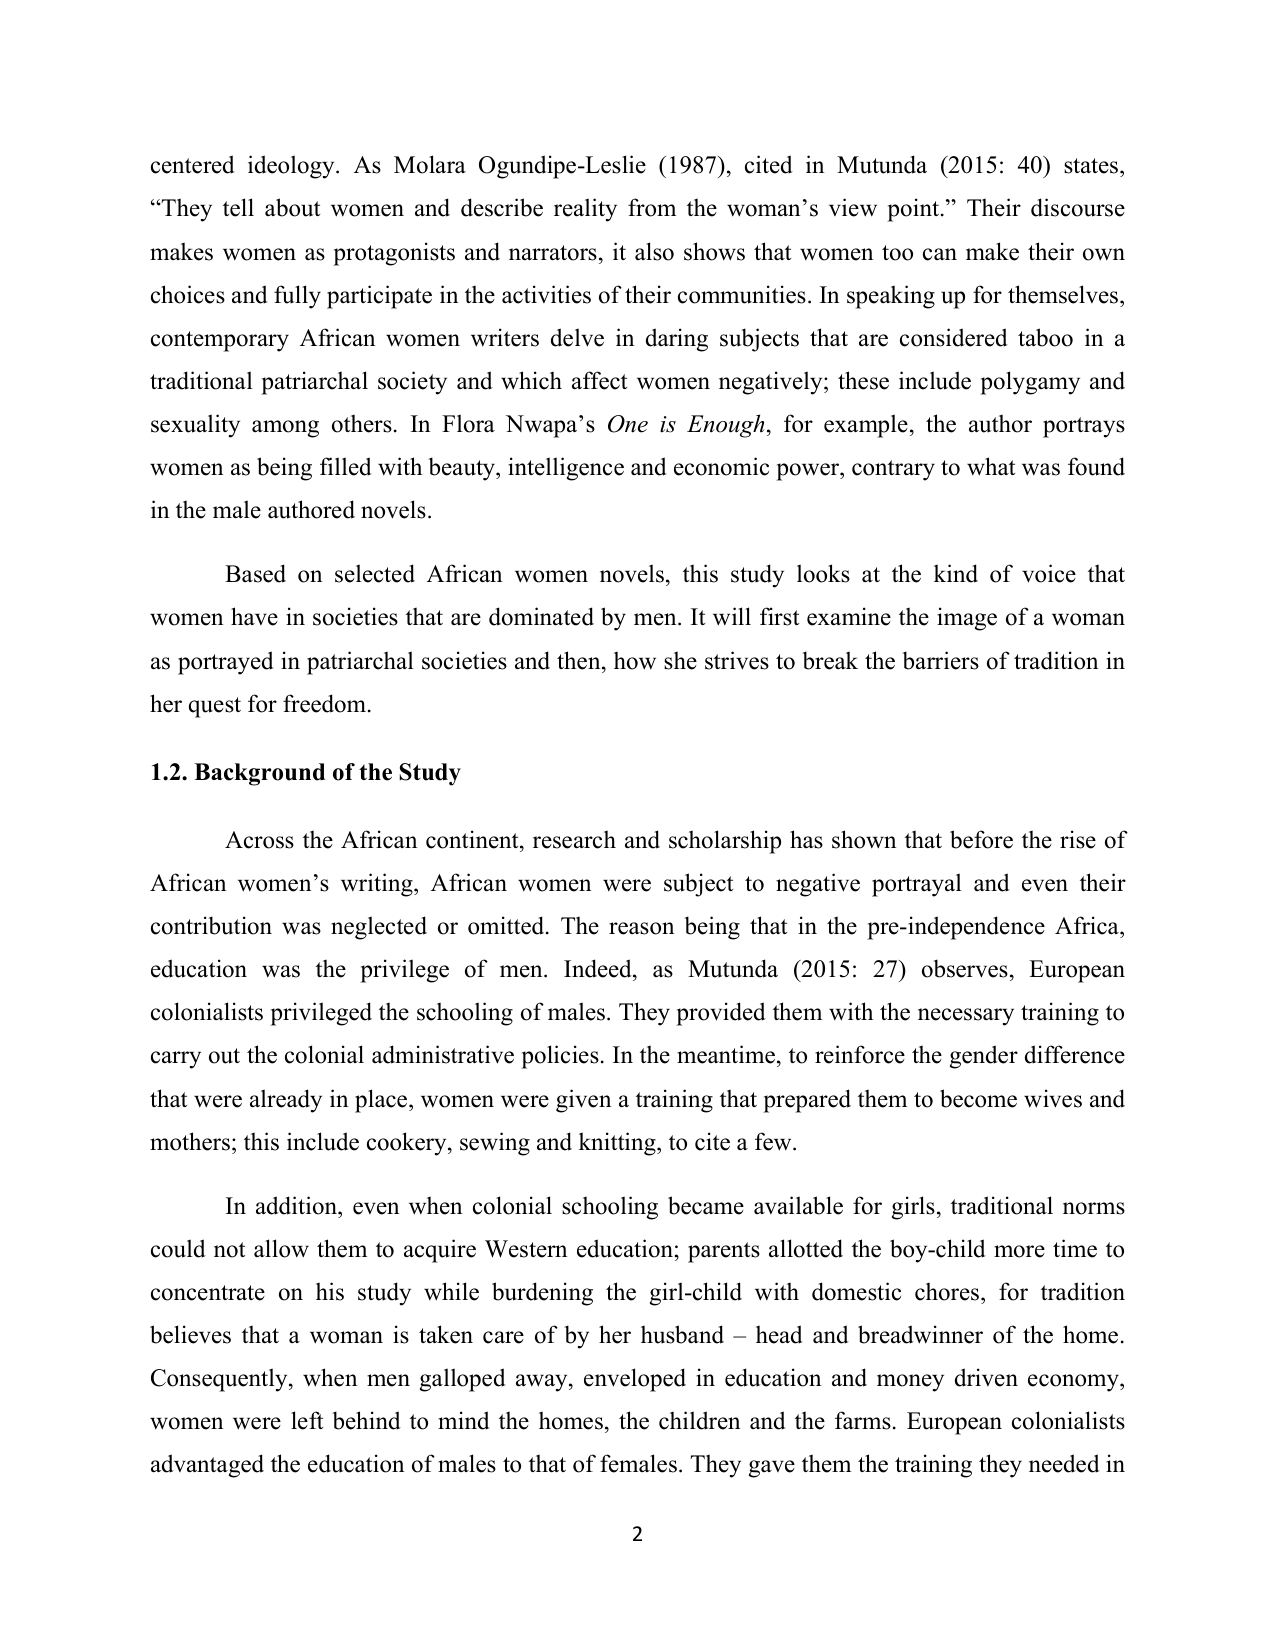 centered ideology. As Molara Ogundipe-Leslie (1987), cited in Mutunda (2015: 40) states,
“They tell about women and describe reality from the woman’s view point.” Their discourse
makes women as protagonists and narrators, it also shows that women too can make their own
choices and fully participate in the activities of their communities. In speaking up for themselves,
contemporary African women writers delve in daring subjects that are considered taboo in a
traditional patriarchal society and which affect women negatively; these include polygamy and
sexuality among others. In Flora Nwapa’s One is Enough, for example, the author portrays
women as being filled with beauty, intelligence and economic power, contrary to what was found
in the male authored novels.
Based on selected African women novels, this study looks at the kind of voice that
women have in societies that are dominated by men. It will first examine the image of a woman
as portrayed in patriarchal societies and then, how she strives to break the barriers of tradition in
her quest for freedom.
1.2. Background of the Study
Across the African continent, research and scholarship has shown that before the rise of
African women’s writing, African women were subject to negative portrayal and even their
contribution was neglected or omitted. The reason being that in the pre-independence Africa,
education was the privilege of men. Indeed, as Mutunda (2015: 27) observes, European
colonialists privileged the schooling of males. They provided them with the necessary training to
carry out the colonial administrative policies. In the meantime, to reinforce the gender difference
that were already in place, women were given a training that prepared them to become wives and
mothers; this include cookery, sewing and knitting, to cite a few.
In addition, even when colonial schooling became available for girls, traditional norms
could not allow them to acquire Western education; parents allotted the boy-child more time to
concentrate on his study while burdening the girl-child with domestic chores, for tradition
believes that a woman is taken care of by her husband – head and breadwinner of the home.
Consequently, when men galloped away, enveloped in education and money driven economy,
women were left behind to mind the homes, the children and the farms. European colonialists
advantaged the education of males to that of females. They gave them the training they needed in
2